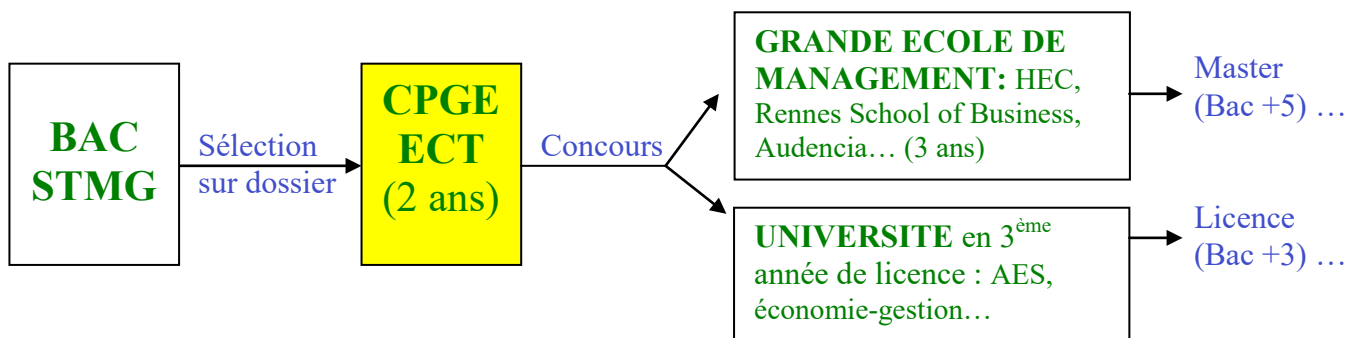 BAC
STMG
Sélection
sur dossier
CPGE
ECT
(2 ans)
Concours
GRANDE ECOLE DE
MANAGEMENT: HEC,
Rennes School of Business,
Audencia… (3 ans)
Master
(Bac +5) …
UNIVERSITE en 3ème
année de licence : AES,
économie-gestion…
Licence
(Bac +3) …